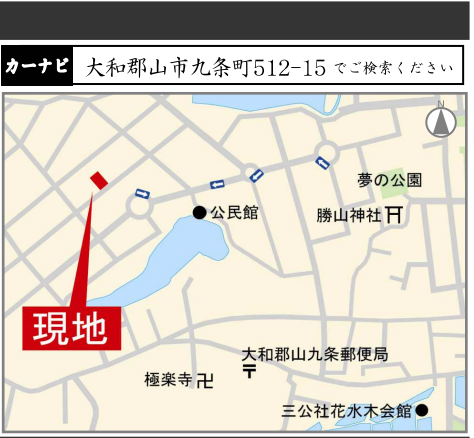 カーナビ 大和郡山市九条町512-15 でご検索ください
N
夢の公園
公民館
勝山神社
現地
大和郡山九条郵便局
〒
極楽寺卍
三公社花水木会館